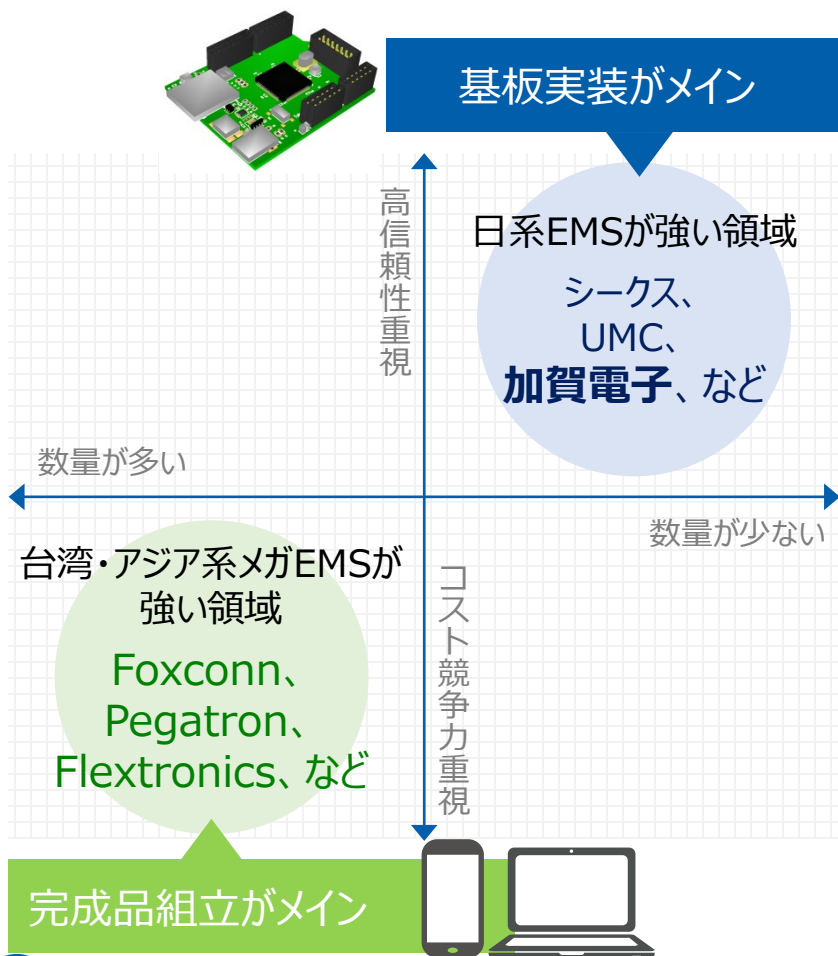 基板実装がメイン
高信頼性重視
日系EMSが強い領域
シークス、
UMC、
加賀電子、など
数量が多い
数量が少ない
台湾・アジア系メガEMSが
強い領域
Foxconn、
Pegatron、
Flextronics、など
コスト競争力重視
完成品組立がメイン